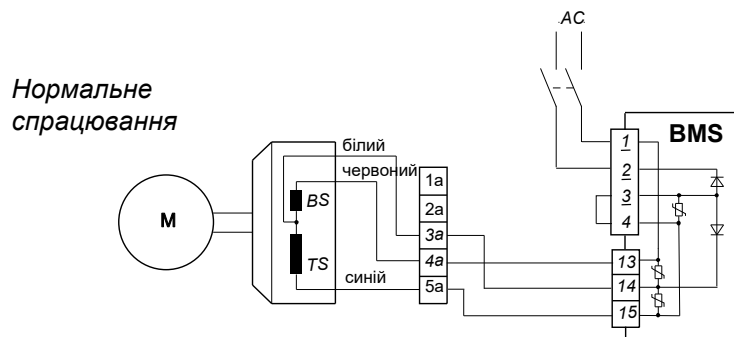 AC
Нормальне
спрацювання
BMS
білий
червоний
1
2
3
4
1a
2a
3a
4a
5a
BS
TS
M
синій
13
14
15